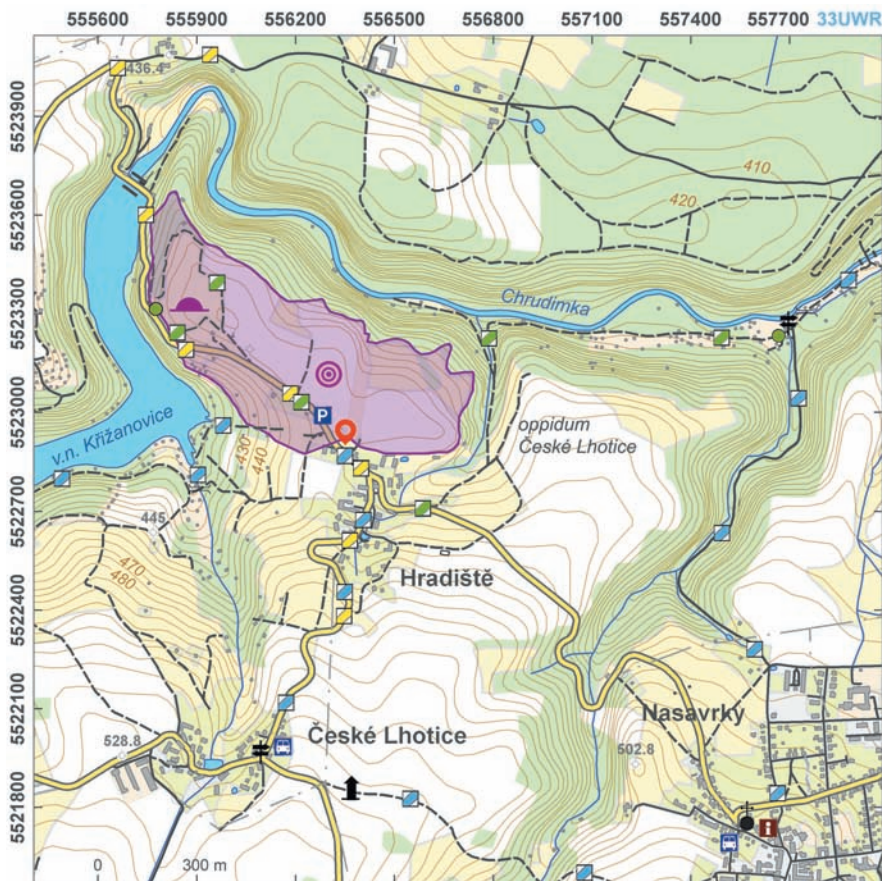 555600 555900 556200 556500 556800 557100 557400 557700 33UWR
5523900
5523600
5523300
5523000
5522700
5522400
5522100
5521800
436.4
410
420
Chrudimka
v.n. Křižanovice
P
430
440
oppidum
České Lhotice
445
470
480
Hradiště
Nasavrky
České Lhotice
528.8
502.8
i
0 300 m